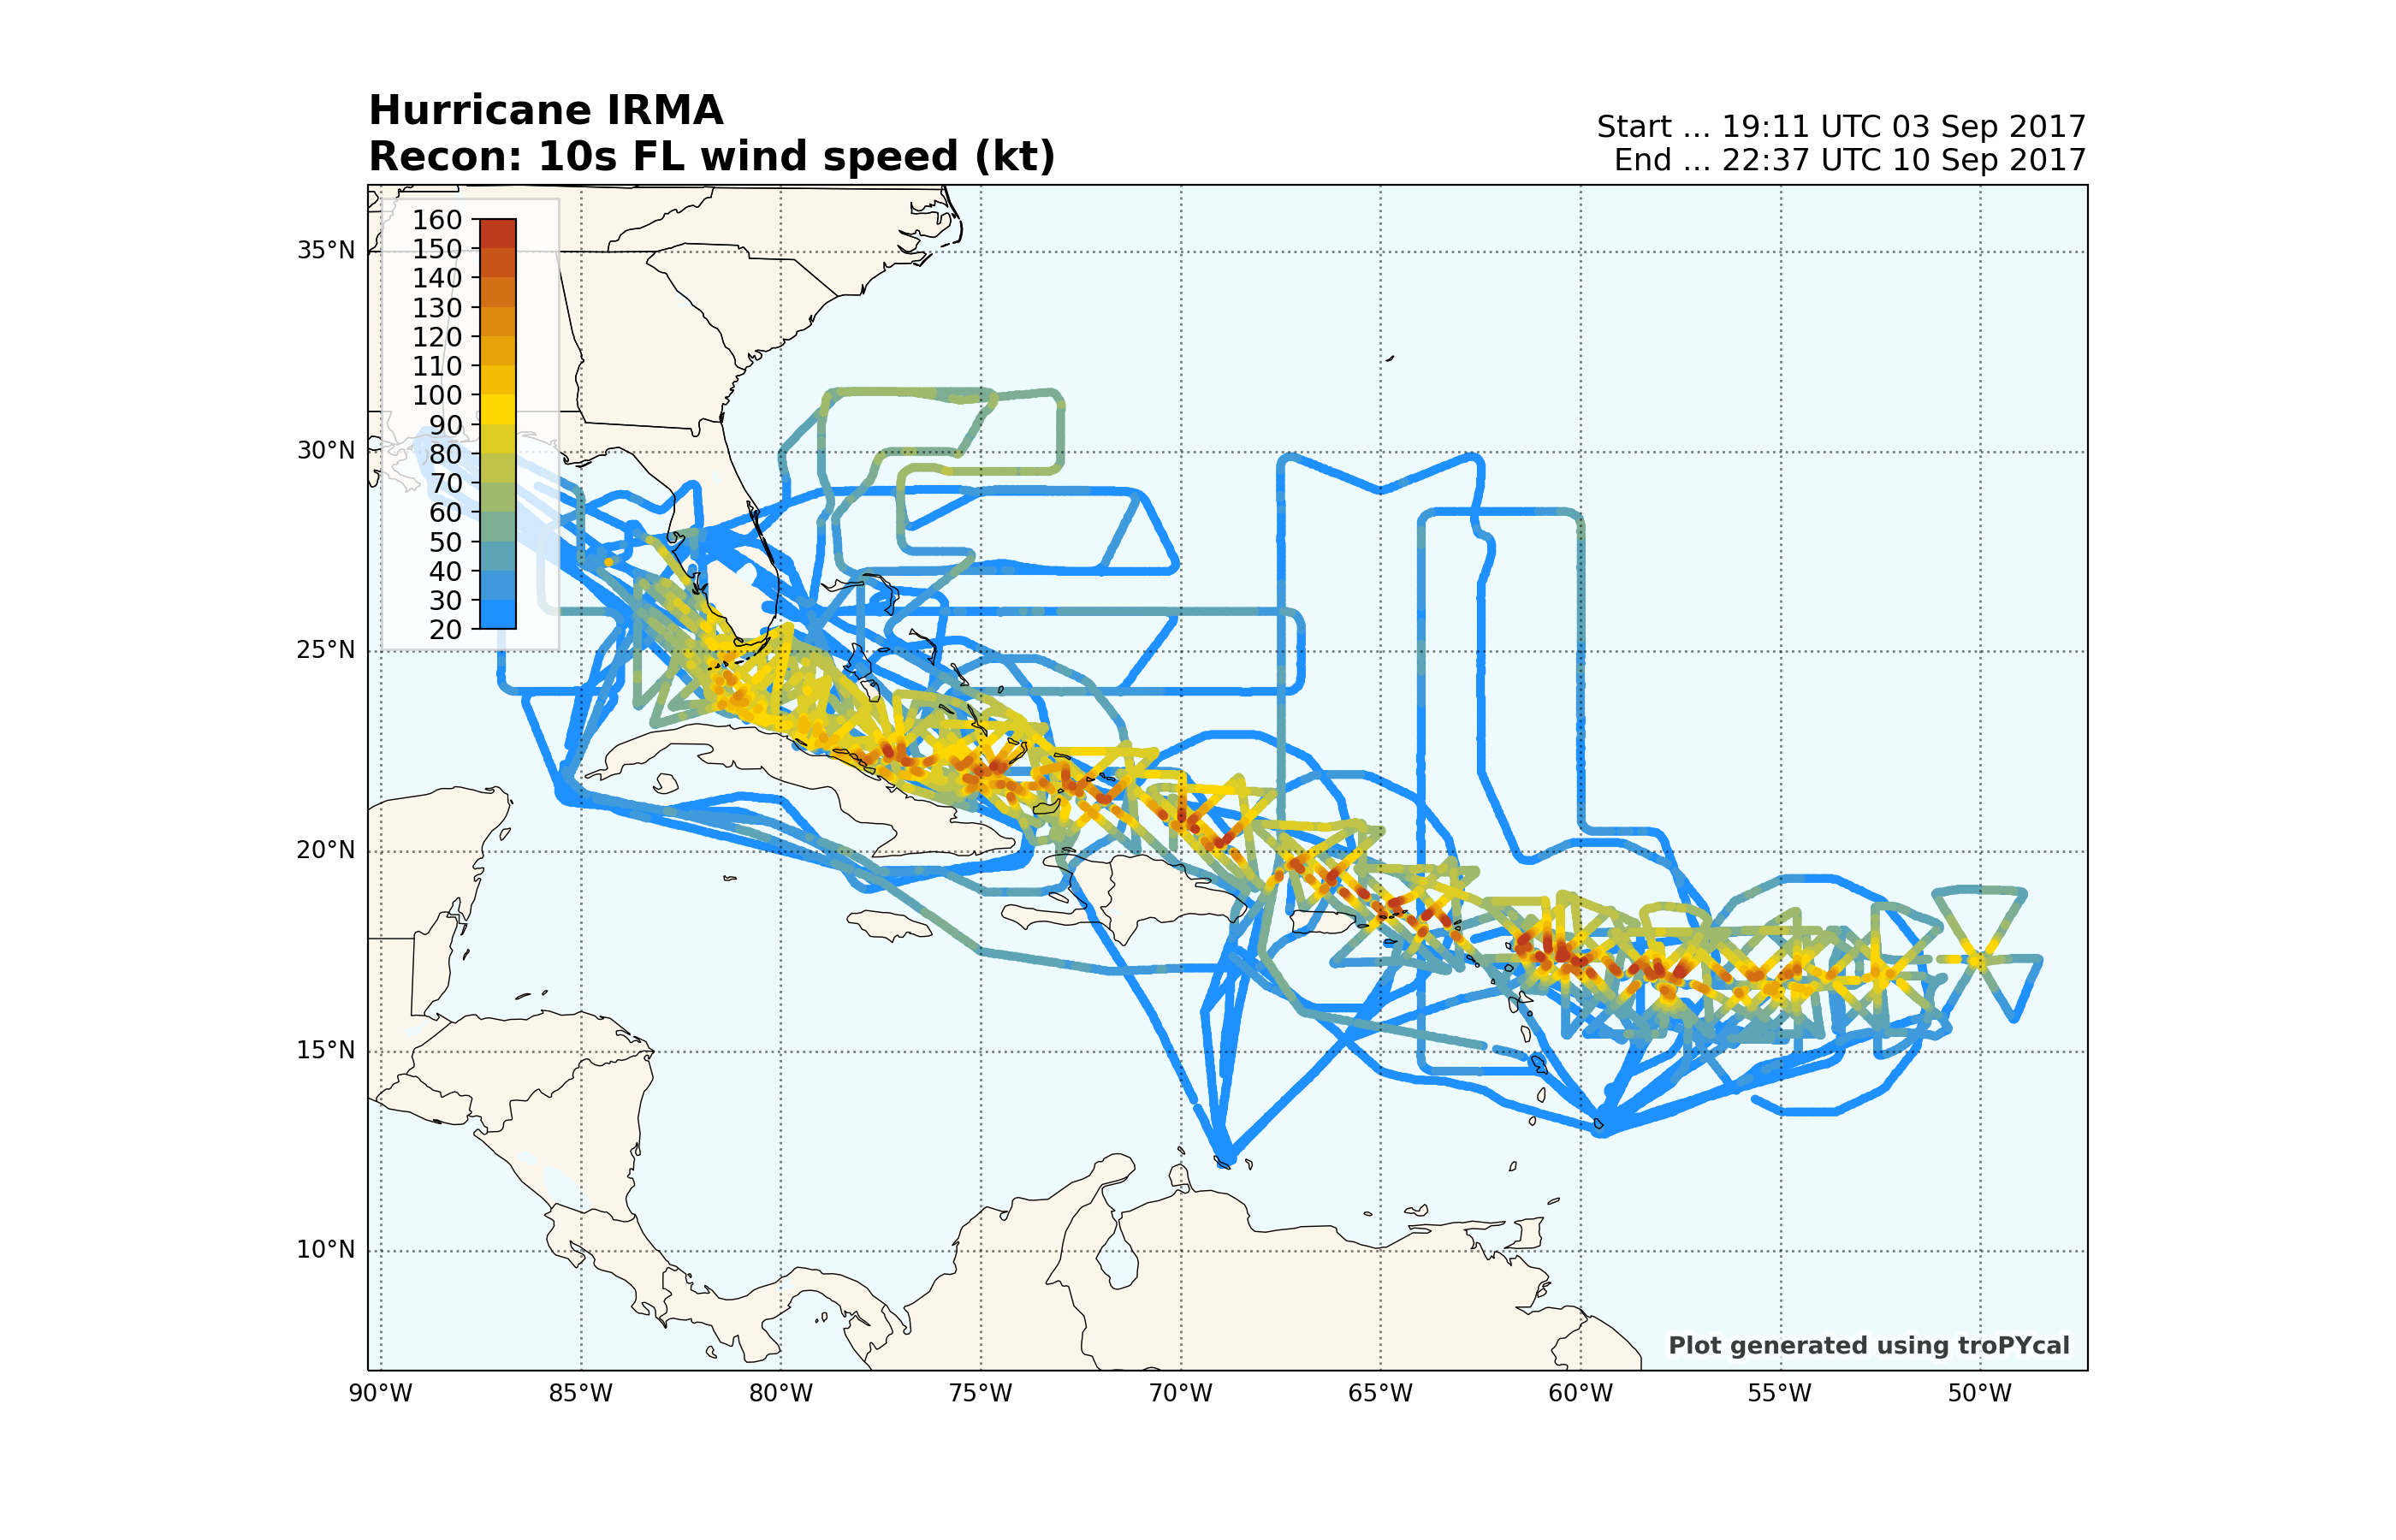 Hurricane IRMA
Recon: 10s FL wind speed (kt)
Start ... 19:11 UTC 03 Sep 2017
End ... 22:37 UTC 10 Sep 2017
160
150
140
130
120
110
100
90
80
70
60
50
40
30
20
35°N
30°N
25°N
20°N
15°N
10°N
Plot generated using troPYcal
90°W 85°W 80°W 75°W 70°W 65°W 60°W 55°W 50°W